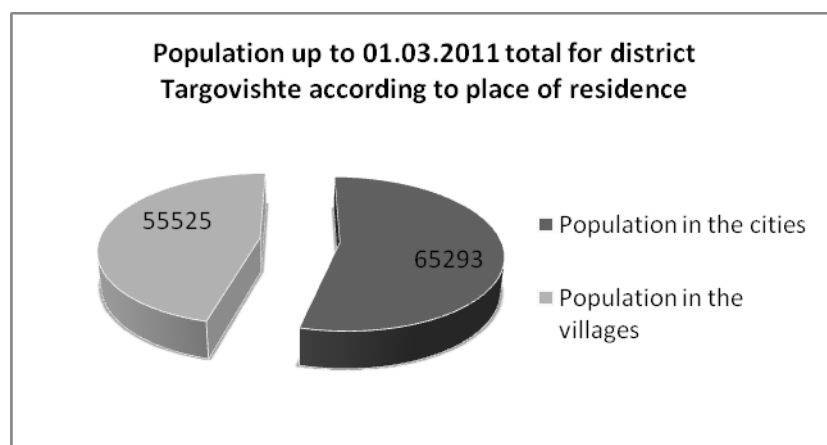 Population up to 01.03.2011 total for district
Targovishte according to place of residence
55525
65293
Population in the cities
Population in the
villages